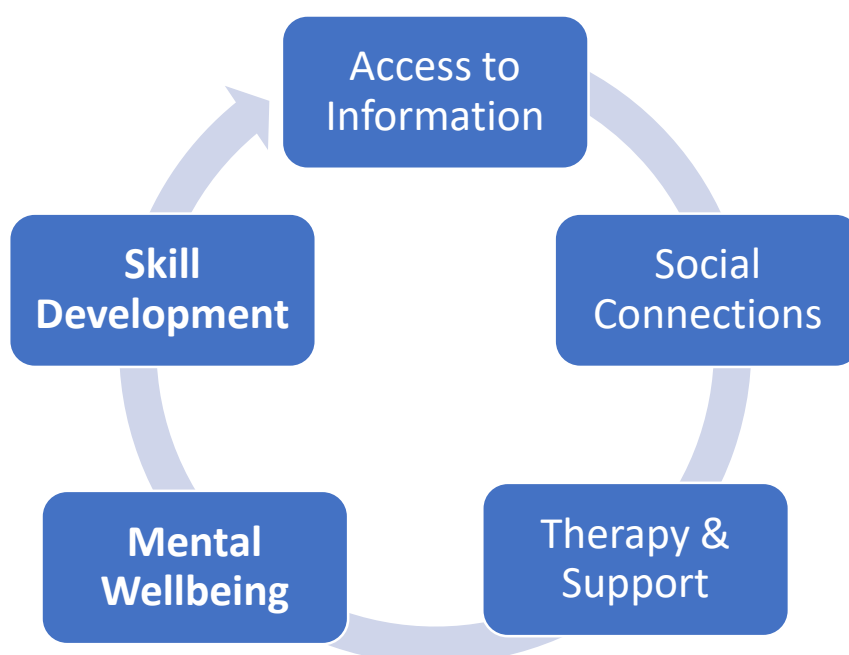 Access to
Information
Social
Connections
Therapy &
Support
Mental
Wellbeing
Skill
Development